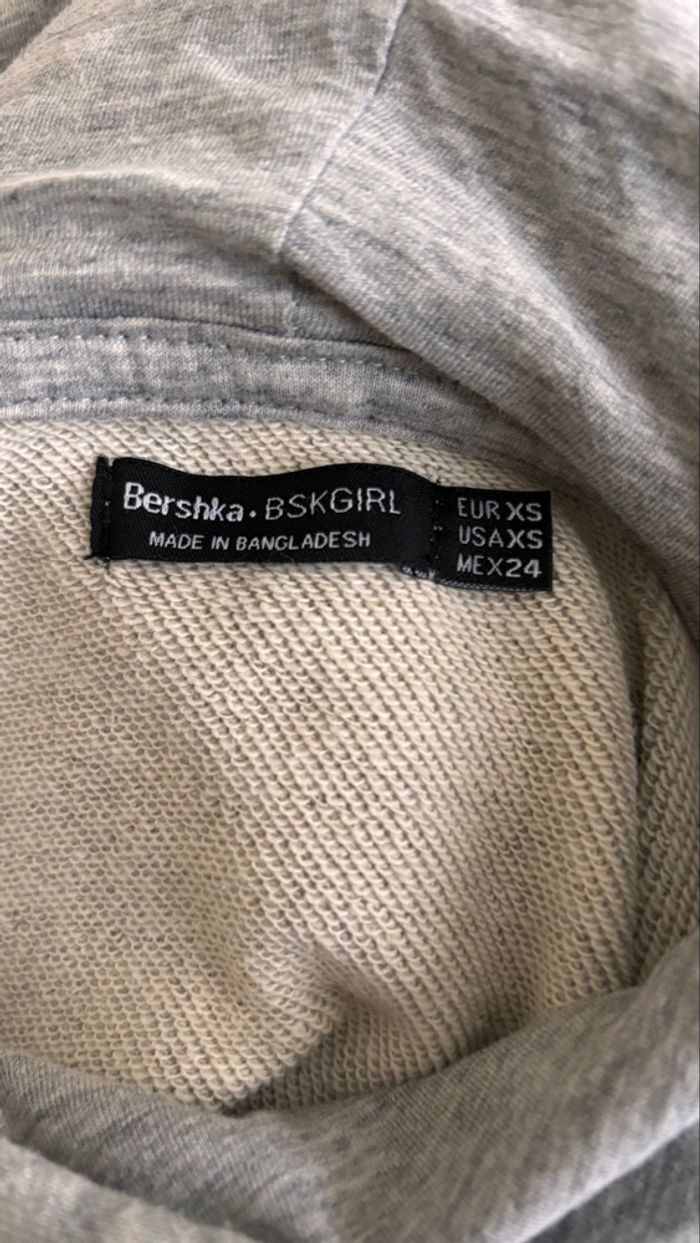 Bershka • BSKGIRL
MADE IN BANGLADESH
EUR XS
USA XS
MEX 24